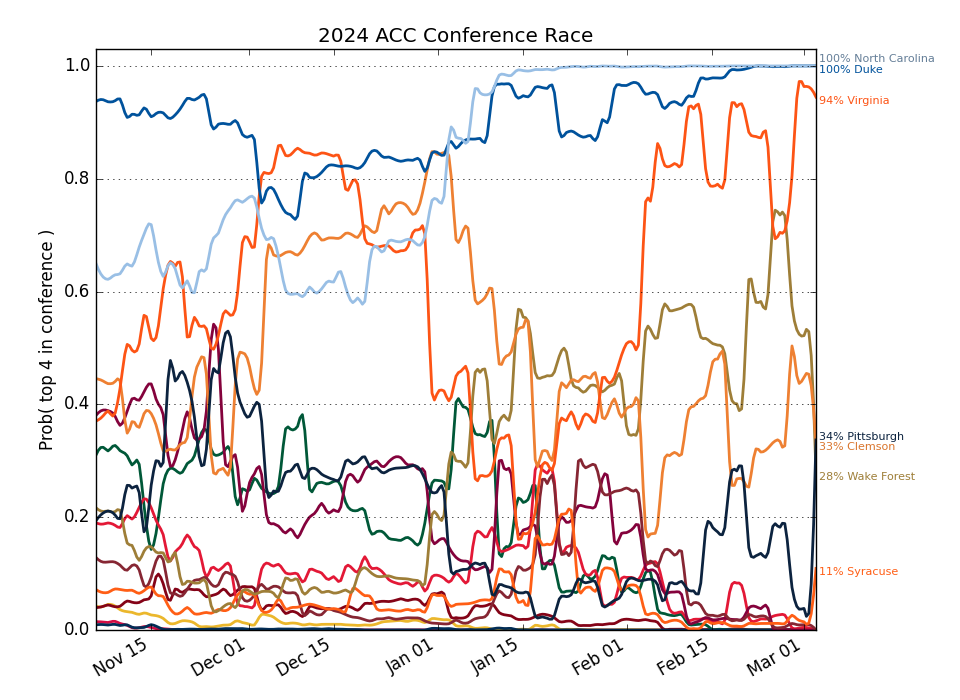 2024 ACC Conference Race
Prob( top 4 in conference )
1.0
0.8
0.6
0.4
0.2
0.0
Nov 15
Dec 01
Dec 15
Jan 01
Jan 15
Feb 01
Feb 15
Mar 01
100% North Carolina
100% Duke
94% Virginia
34% Pittsburgh
33% Clemson
28% Wake Forest
11% Syracuse